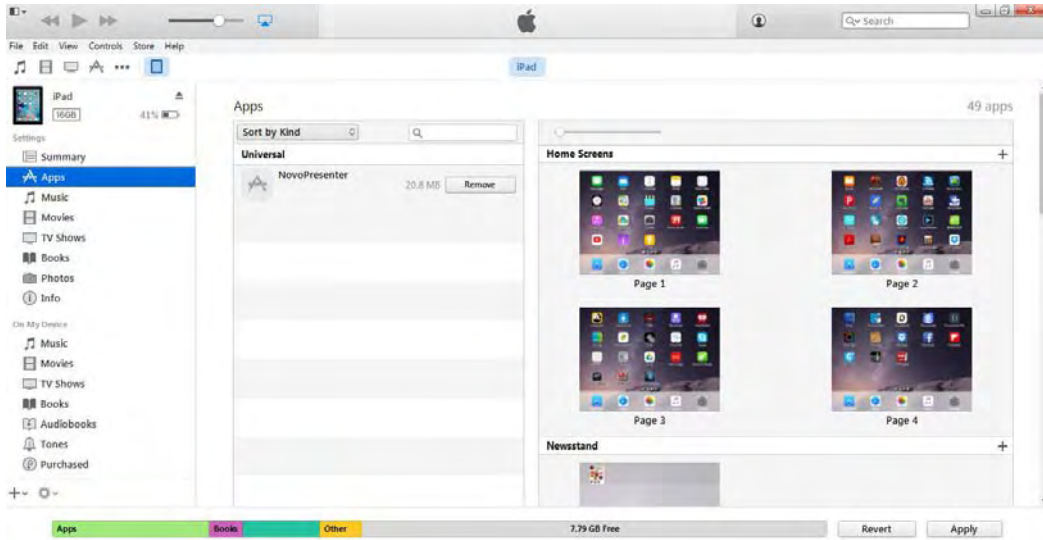 Search
File Edit View Controls Store Help
iPad
iPad
16GB 41%
Settings
Summary
Apps
Music
Movies
TV Shows
Books
Photos
Info
On My Device
Music
Movies
TV Shows
Books
Audiobooks
Tones
Purchased
Apps 49 apps
Sort by Kind
Universal
NovoPresenter 20.8 MB Remove
Home Screens
Page 1 Page 2
Page 3 Page 4
Newsstand
Apps Books Other 7.79 GB Free Revert Apply